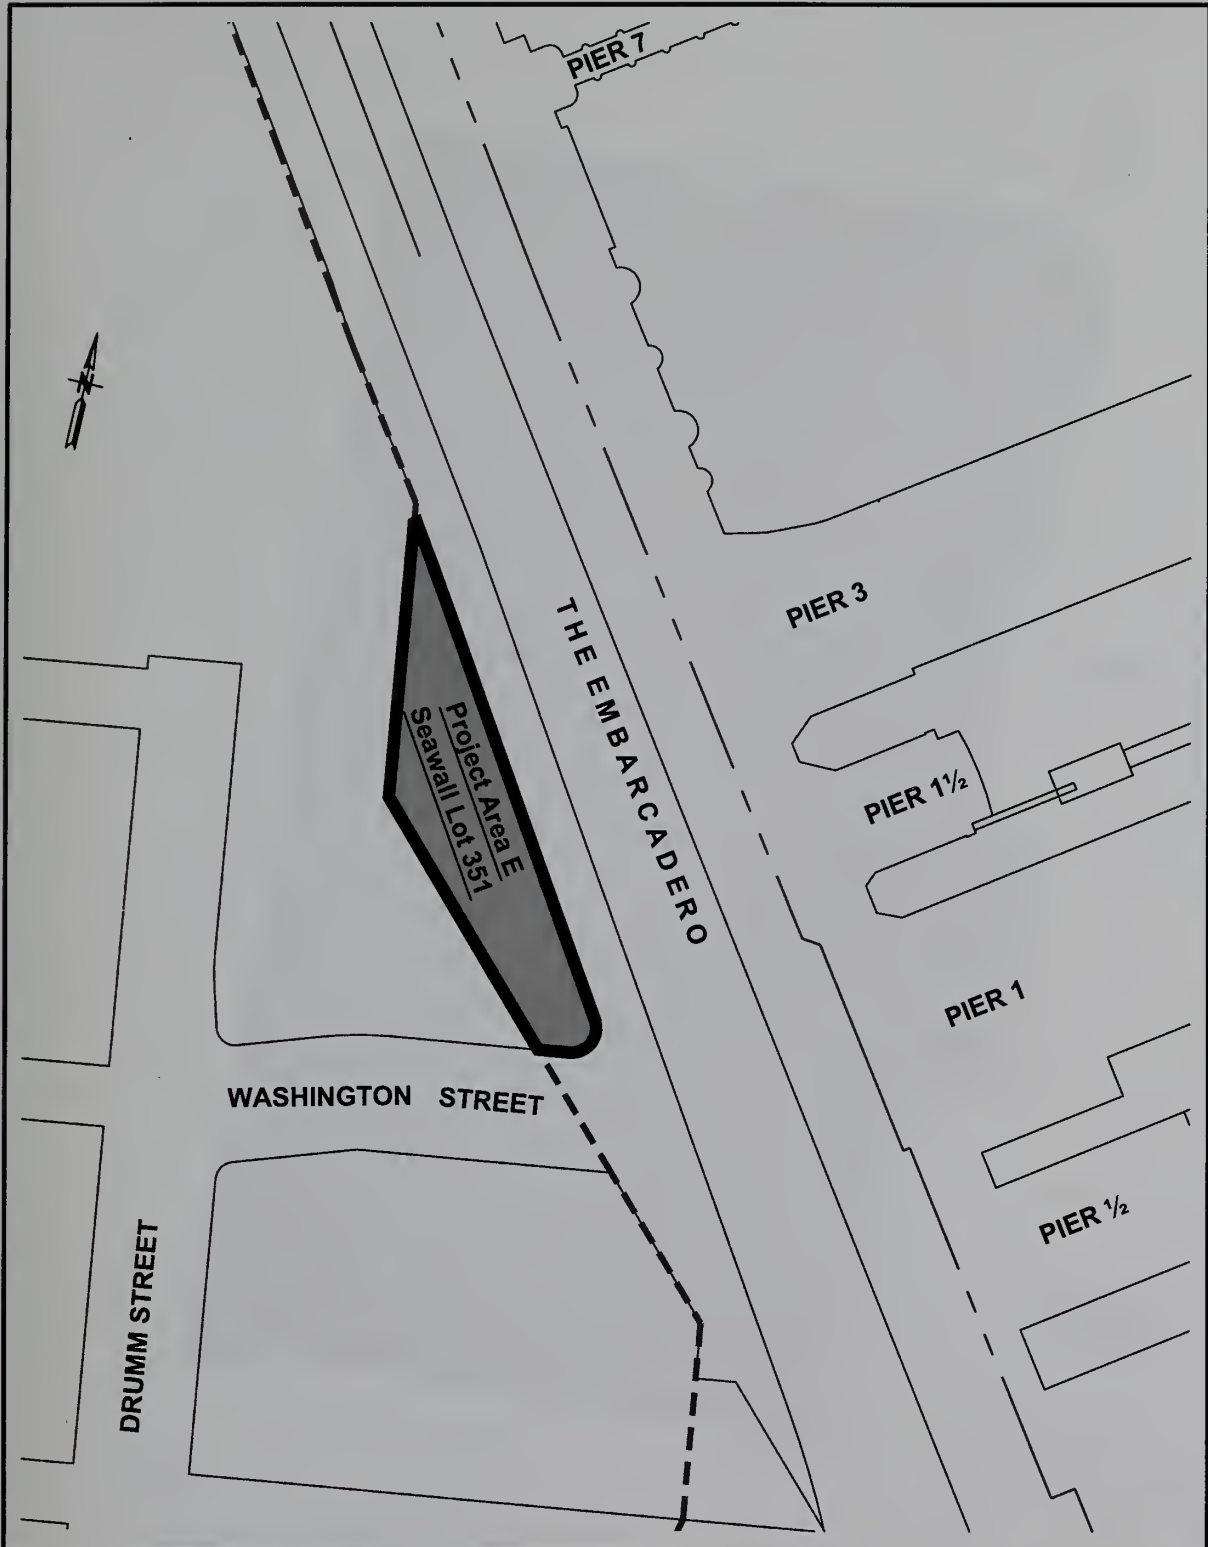 PIER 7
N
PIER 3
THE EMBARCADERO
Project Area E
Seawall Lot 351
PIER 1½
PIER 1
WASHINGTON STREET
PIER ½
DRUMM STREET